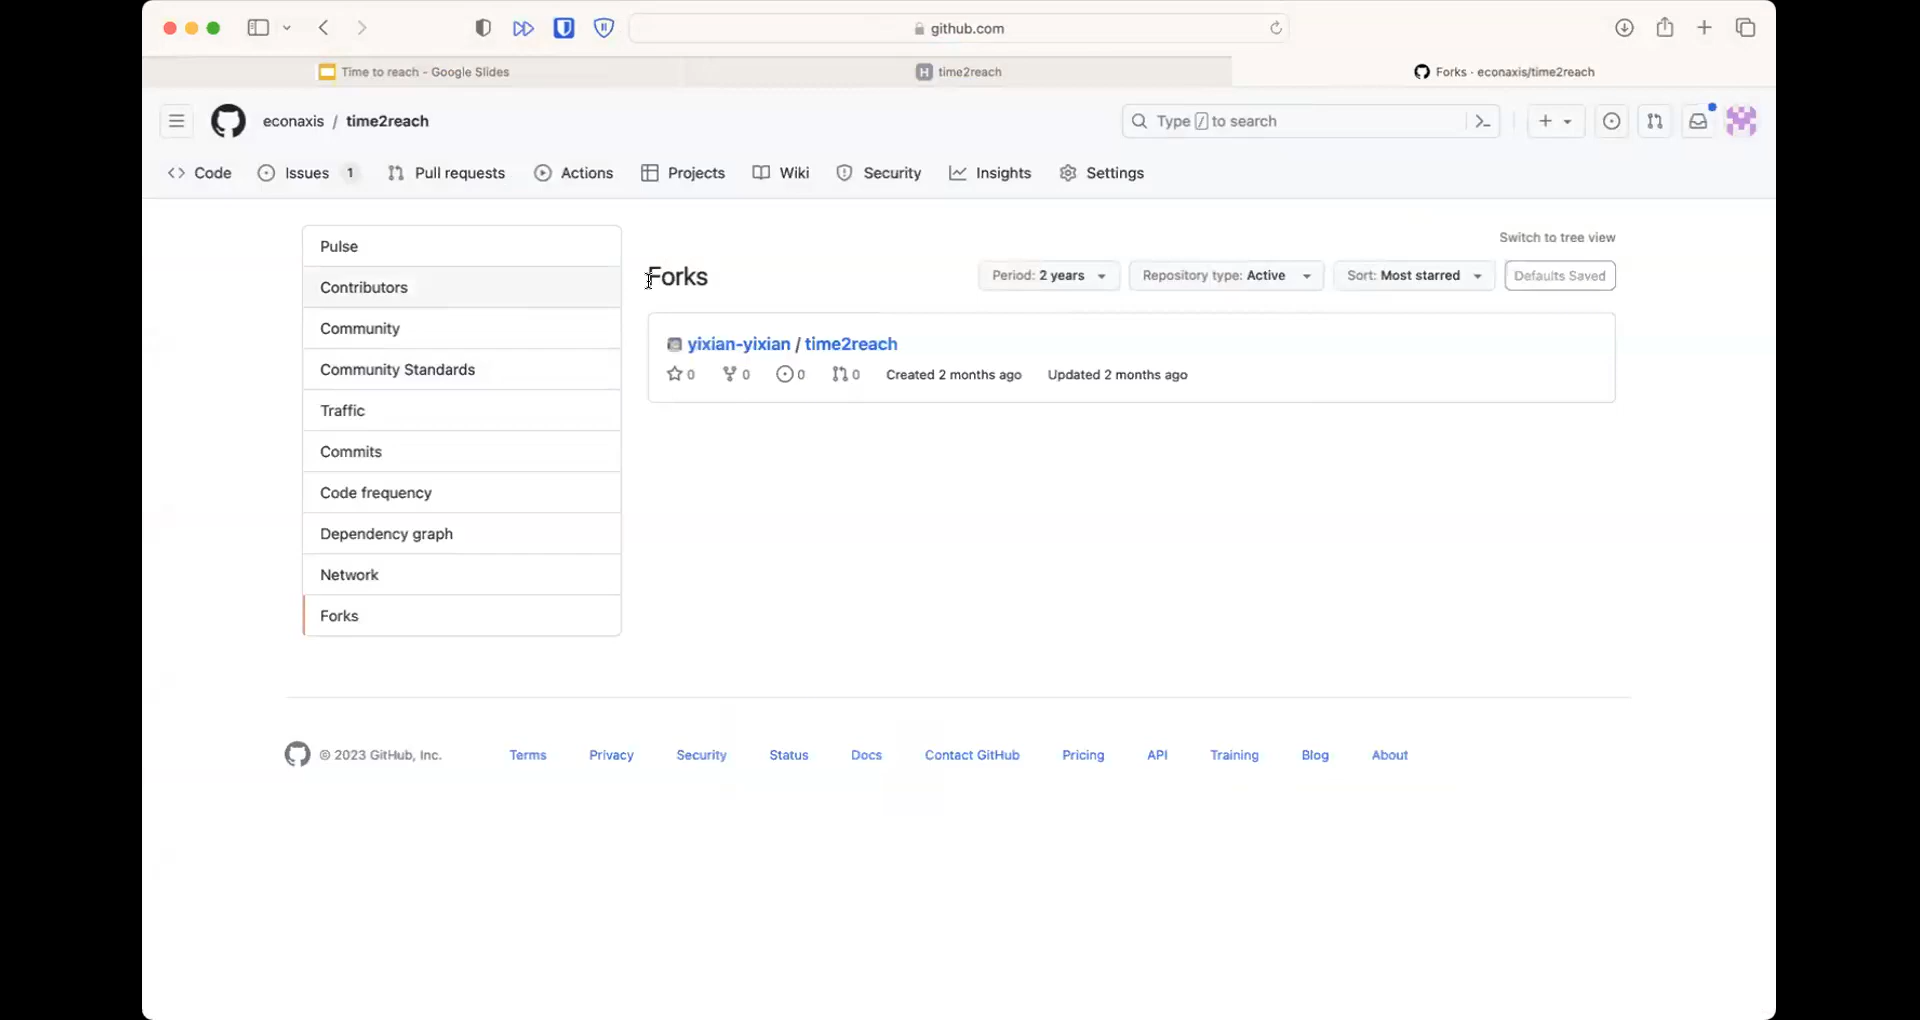 github.com
Time to reach - Google Slides
H time2reach
Forks · econaxis/time2reach
econaxis / time2reach
Type / to search
Code
Issues 1
Pull requests
Actions
Projects
Wiki
Security
Insights
Settings
Pulse
Contributors
Community
Community Standards
Traffic
Commits
Code frequency
Dependency graph
Network
Forks
Switch to tree view
Forks
Period: 2 years
Repository type: Active
Sort: Most starred
Defaults Saved
yixian-yixian / time2reach
0 0 0 0 Created 2 months ago Updated 2 months ago
© 2023 GitHub, Inc. Terms Privacy Security Status Docs Contact GitHub Pricing API Training Blog About